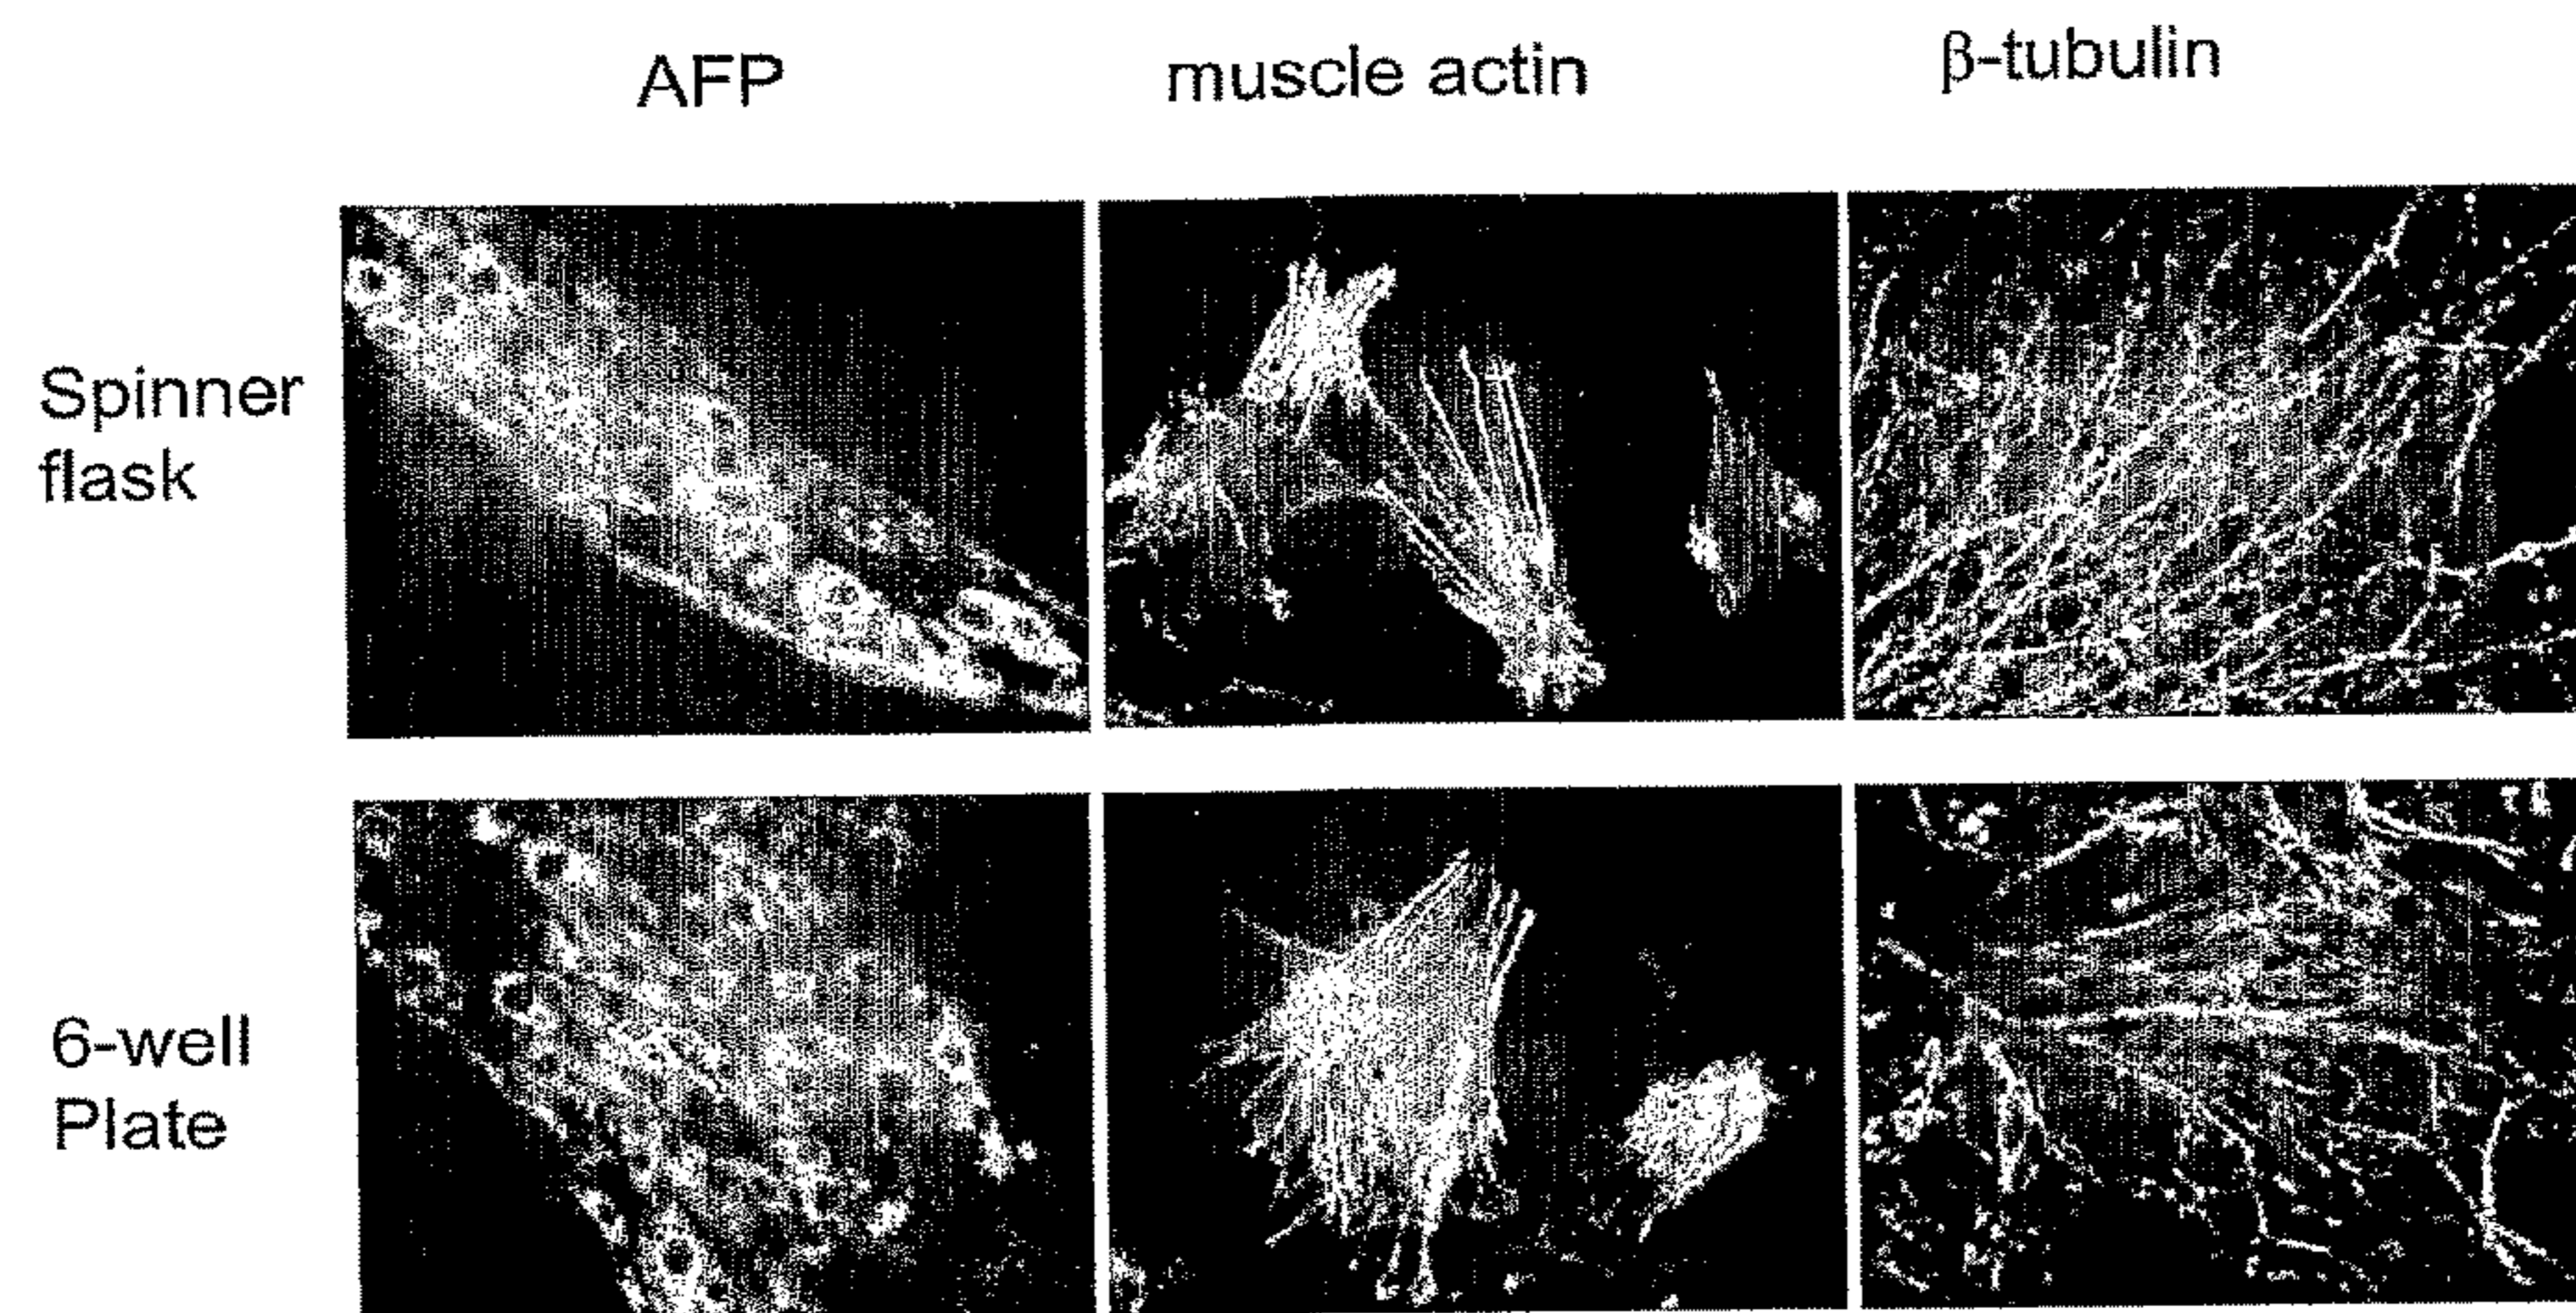 AFP muscle actin β-tubulin
Spinner
flask
6-well
Plate